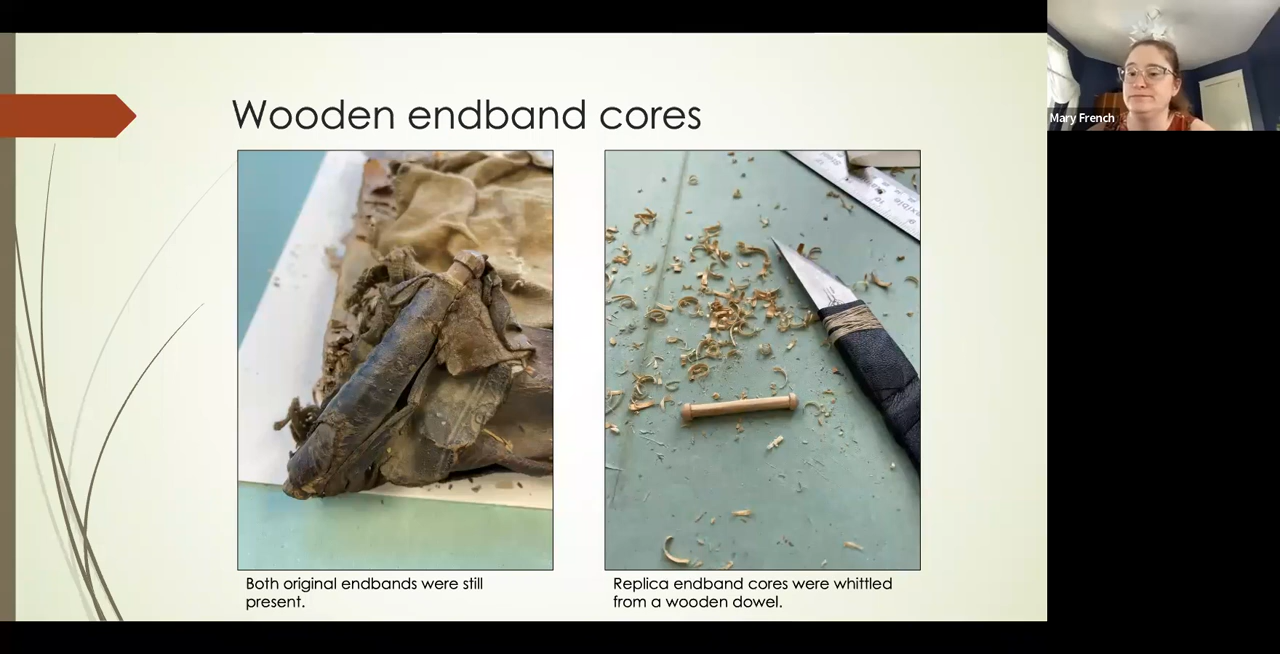 Wooden endband cores
Mary French
Both original endbands were still
present.
Replica endband cores were whittled
from a wooden dowel.